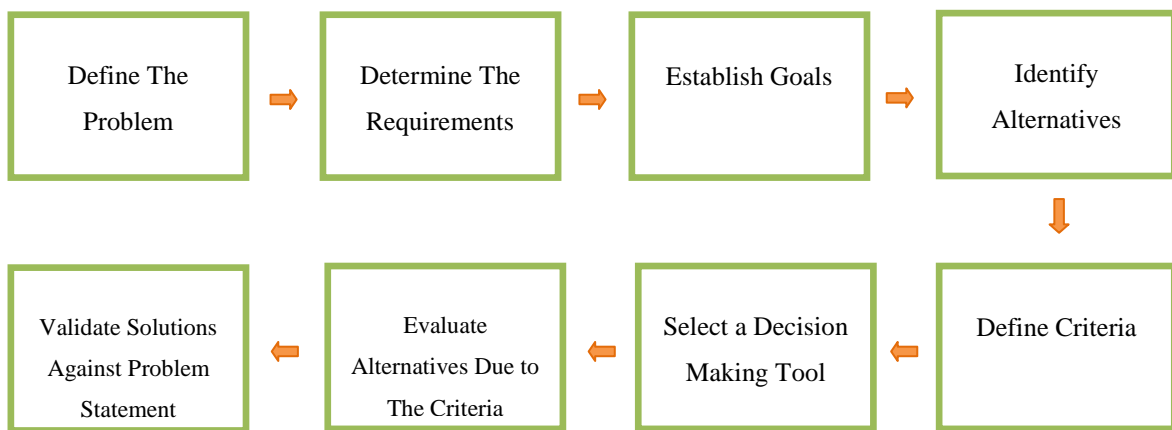 Define The
Problem
Determine The
Requirements
Establish Goals
Identify
Alternatives
Define Criteria
Select a Decision
Making Tool
Evaluate
Alternatives Due to
The Criteria
Validate Solutions
Against Problem
Statement